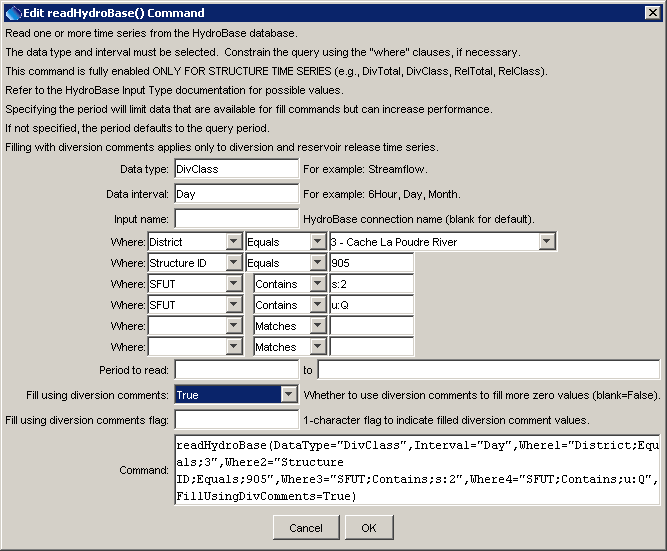 Edit readHydroBase() Command
Read one or more time series from the HydroBase database.
The data type and interval must be selected.  Constrain the query using the "where" clauses, if necessary.
This command is fully enabled ONLY FOR STRUCTURE TIME SERIES (e.g., DivTotal, DivClass, RelTotal, RelClass).
Refer to the HydroBase Input Type documentation for possible values.
Specifying the period will limit data that are available for fill commands but can increase performance.
If not specified, the period defaults to the query period.
Filling with diversion comments applies only to diversion and reservoir release time series.
Data type: DivClass For example: Streamflow.
Data interval: Day For example: 6Hour, Day, Month.
Input name: HydroBase connection name (blank for default).
Where: District Equals 3 - Cache La Poudre River
Where: Structure ID Equals 905
Where: SFUT Contains s:2
Where: SFUT Contains u:Q
Where: Matches
Where: Matches
Period to read: to
Fill using diversion comments: True Whether to use diversion comments to fill more zero values (blank=False).
Fill using diversion comments flag: 1-character flag to indicate filled diversion comment values.
Command: readHydroBase(DataType="DivClass",Interval="Day",Where1="District;Equ
als;3",Where2="Structure
ID;Equals;905",Where3="SFUT;Contains;s:2",Where4="SFUT;Contains;u:Q",
FillUsingDivComments=True)
Cancel OK